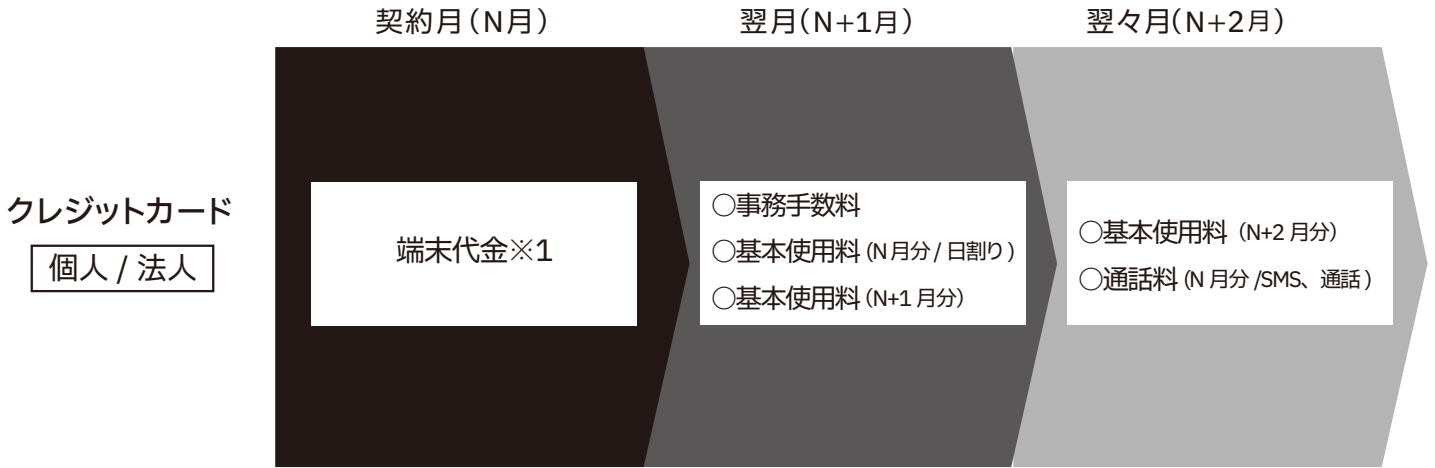 契約月(N月)
翌月(N+1月)
翌々月(N+2月)
クレジットカード
個人 / 法人
端末代金※1
○事務手数料
○基本使用料 (N月分 / 日割り)
○基本使用料 (N+1 月分)
○基本使用料 (N+2 月分)
○通話料 (N 月分 /SMS、通話)